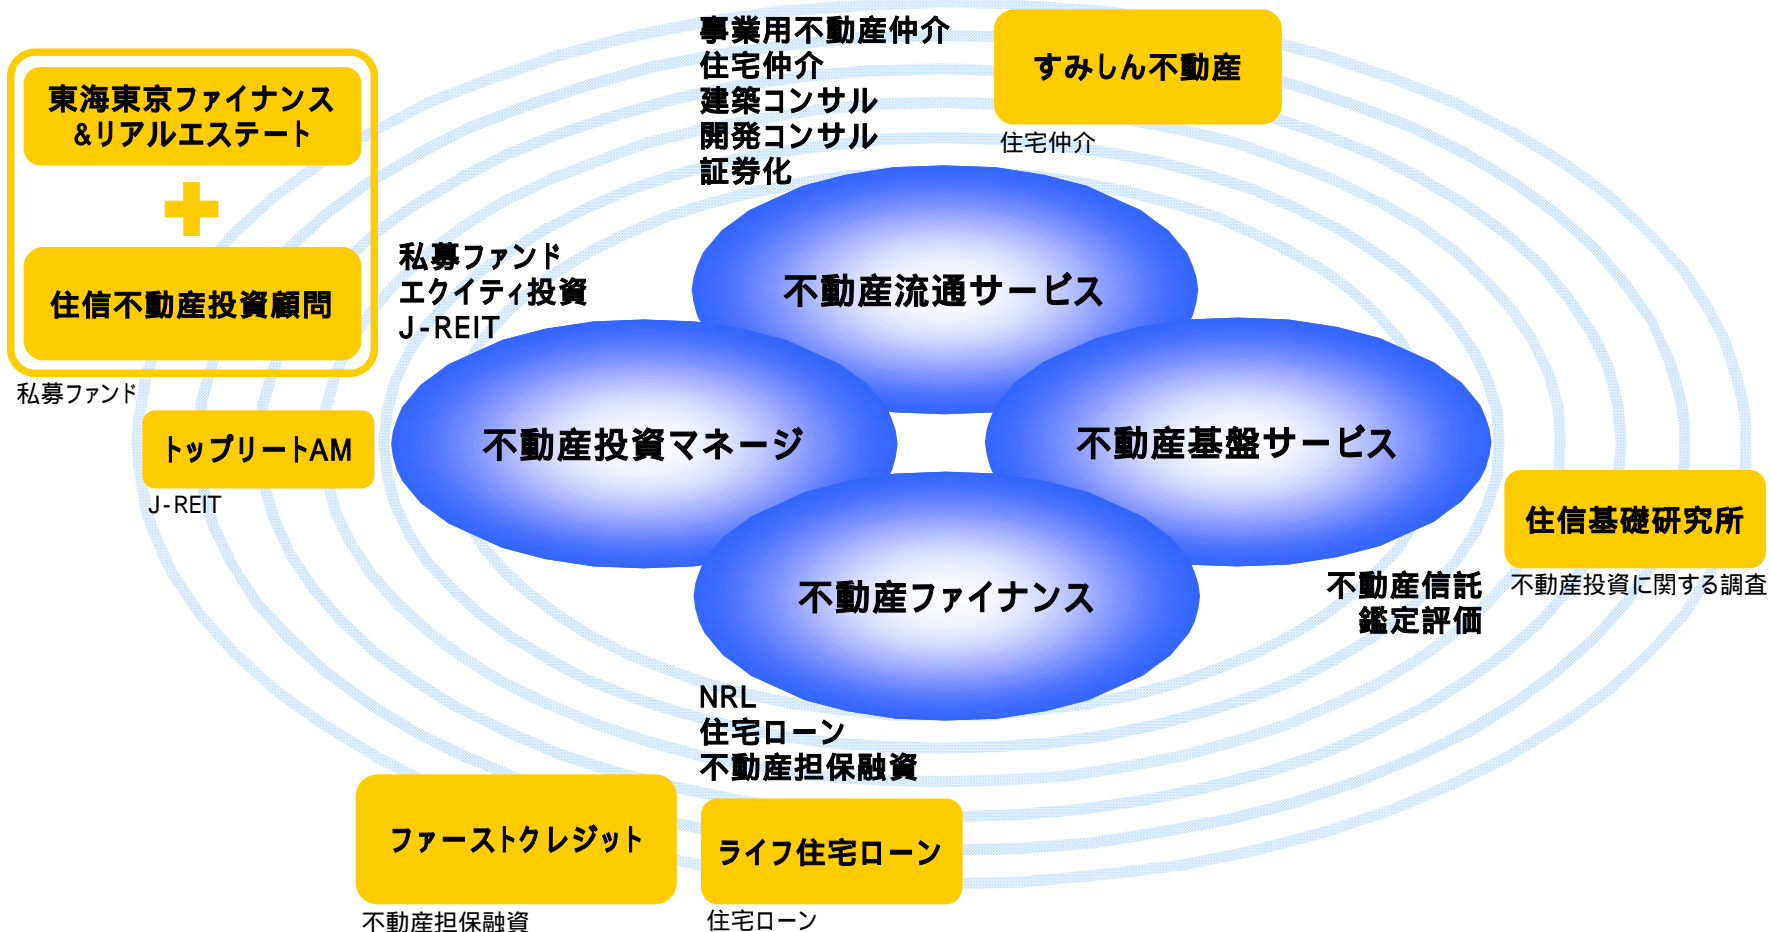 事業用不動産仲介
住宅仲介
建築コンサル
開発コンサル
証券化
すみしん不動産
住宅仲介
東海東京ファイナンス
&リアルエステート
住信不動産投資顧問
私募ファンド
私募ファンド
エクイティ投資
J-REIT
トップリートAM
J-REIT
不動産流通サービス
不動産投資マネージ
不動産基盤サービス
不動産ファイナンス
住信基礎研究所
不動産投資に関する調査
不動産信託
鑑定評価
NRL
住宅ローン
不動産担保融資
ファーストクレジット
不動産担保融資
ライフ住宅ローン
住宅ローン